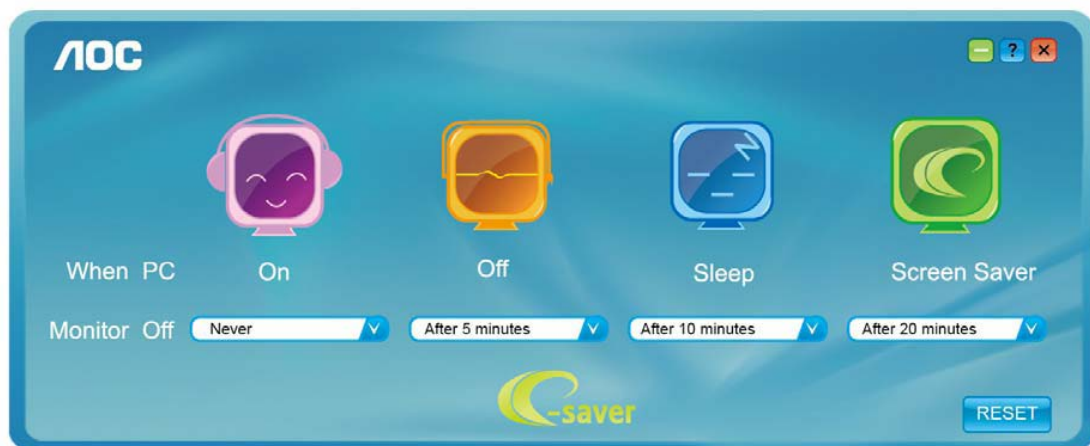 AOC
?
When PC On Off Sleep Screen Saver
Monitor Off Never After 5 minutes After 10 minutes After 20 minutes
e-saver
RESET